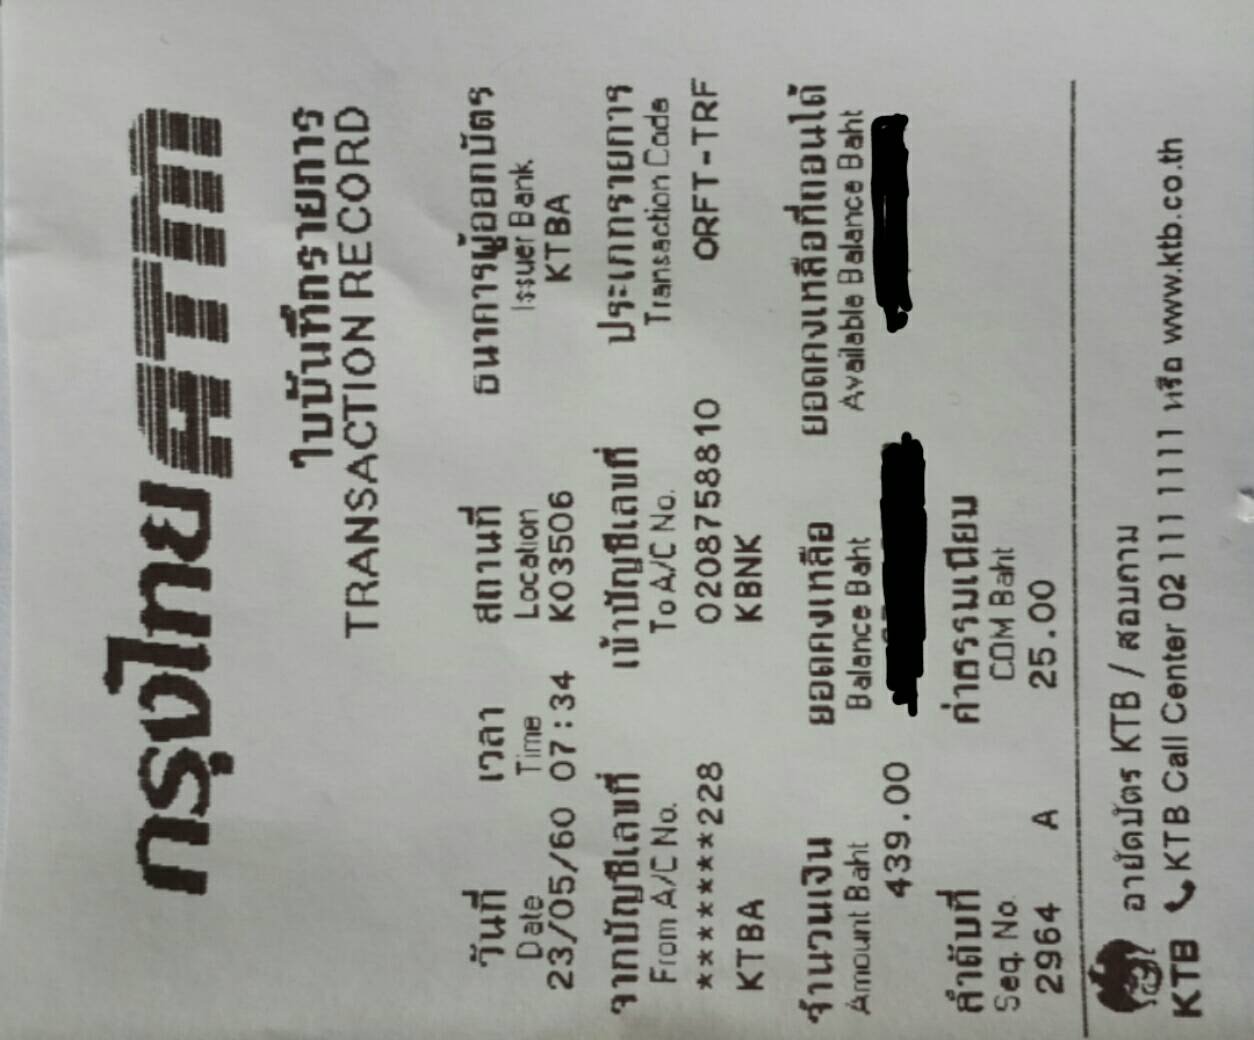 กรุงไทย ATM
ใบบันทึกรายการ
TRANSACTION RECORD
วันที่ เวลา สถานที่ ธนาคารผู้ออกบัตร
Date Time Location Issuer Bank
23/05/60 07:34 K03506 KTBA
จากบัญชีเลขที่ เข้าบัญชีเลขที่ ประเภทรายการ
From A/C No. To A/C No. Transaction Code
*******228 0208758810 ORFT-TRF
KTBA KBNK
จำนวนเงิน ยอดคงเหลือ ยอดคงเหลือที่ถอนได้
Amount Baht Balance Baht Available Balance Baht
439.00
ลำดับที่ ค่าธรรมเนียม
Seq. No. COM Baht
2964 A 25.00
อายัดบัตร KTB / สอบถาม
KTB KTB Call Center 02 111 1111 หรือ www.ktb.co.th